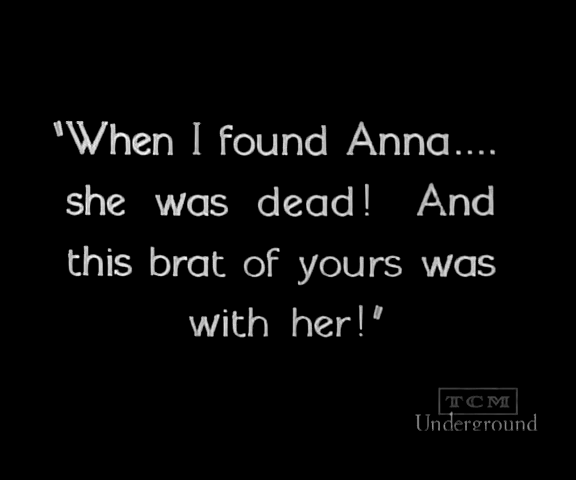 "When I found Anna....
she was dead! And
this brat of yours was
with her!"
TCM
Underground